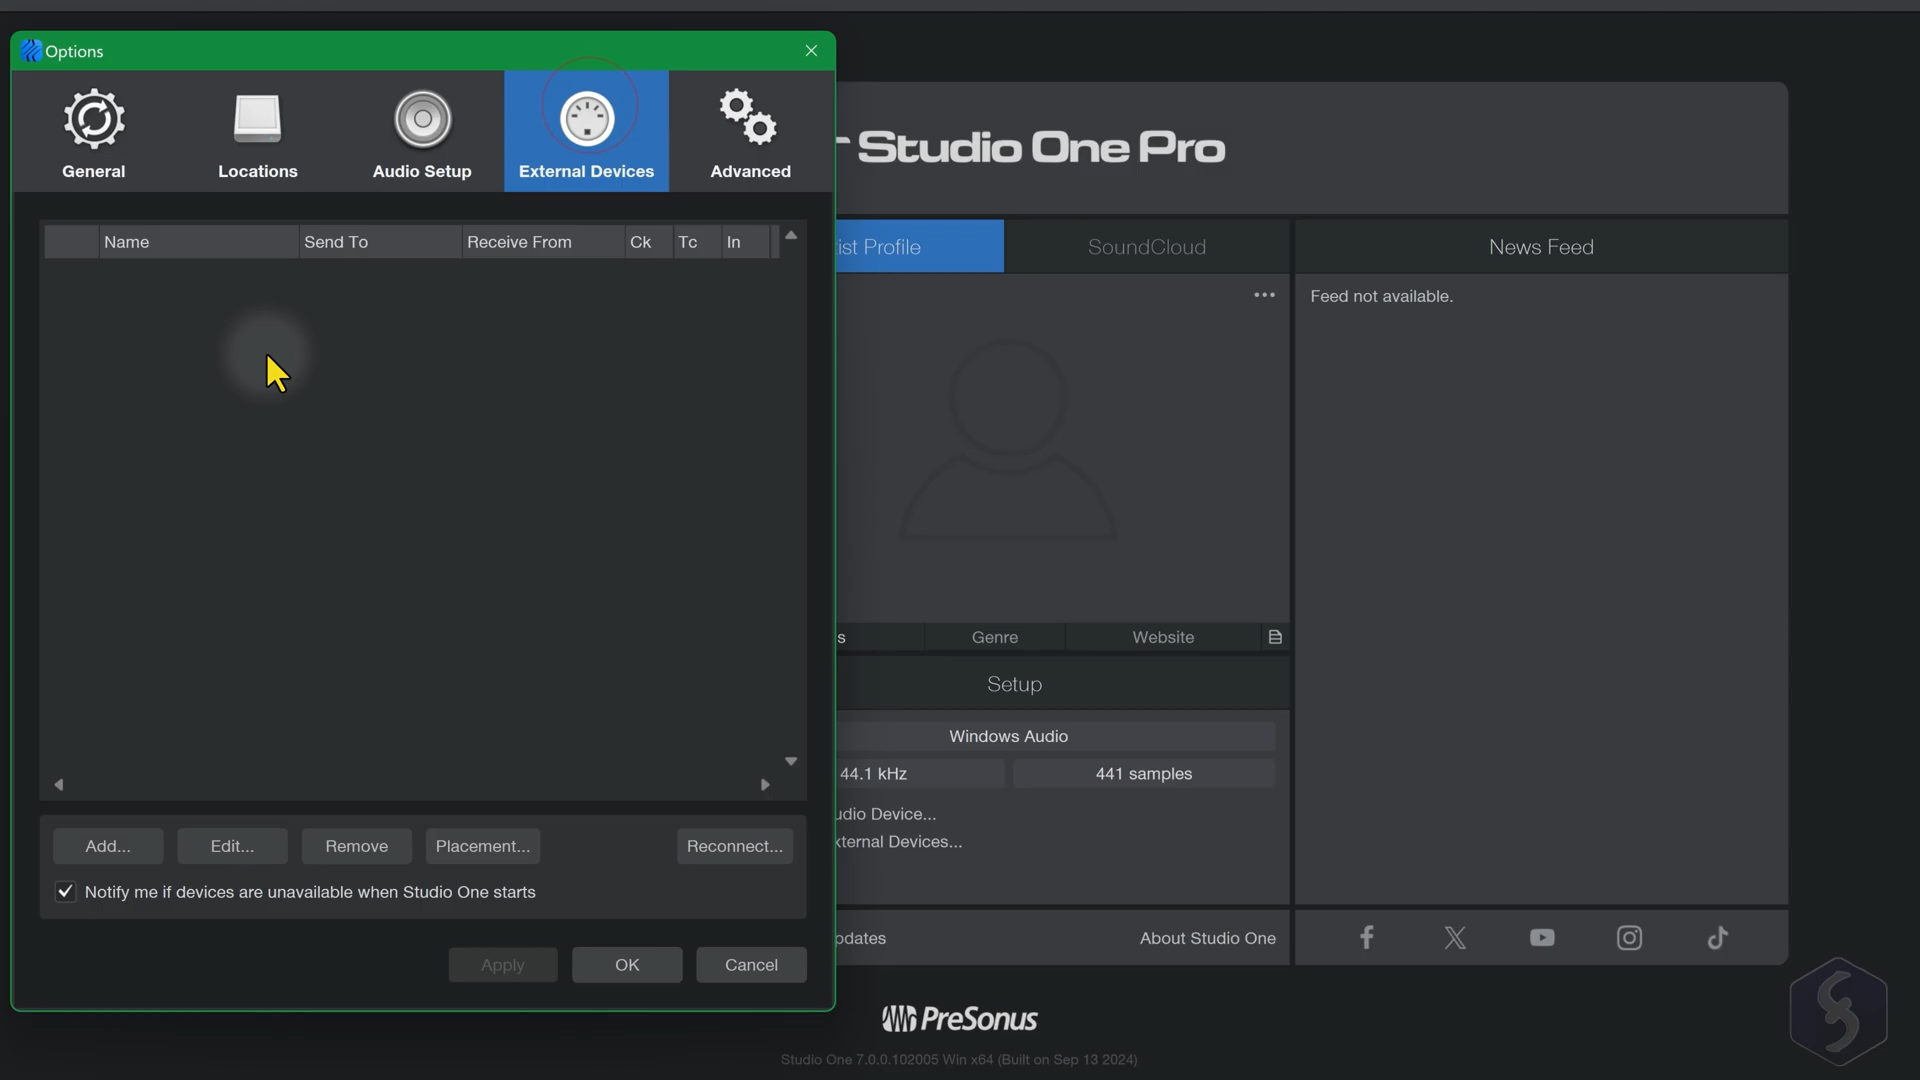 Options
General
Locations
Audio Setup
External Devices
Advanced
Name
Send To
Receive From
Ck
Tc
In
Add...
Edit...
Remove
Placement...
Reconnect...
Notify me if devices are unavailable when Studio One starts
Apply
OK
Cancel
Studio One Pro
ist Profile
SoundCloud
News Feed
Feed not available.
s
Genre
Website
Setup
Windows Audio
44.1 kHz
441 samples
udio Device...
xternal Devices...
pdates
About Studio One
PreSonus
Studio One 7.0.0.102005 Win x64 (Built on Sep 13 2024)